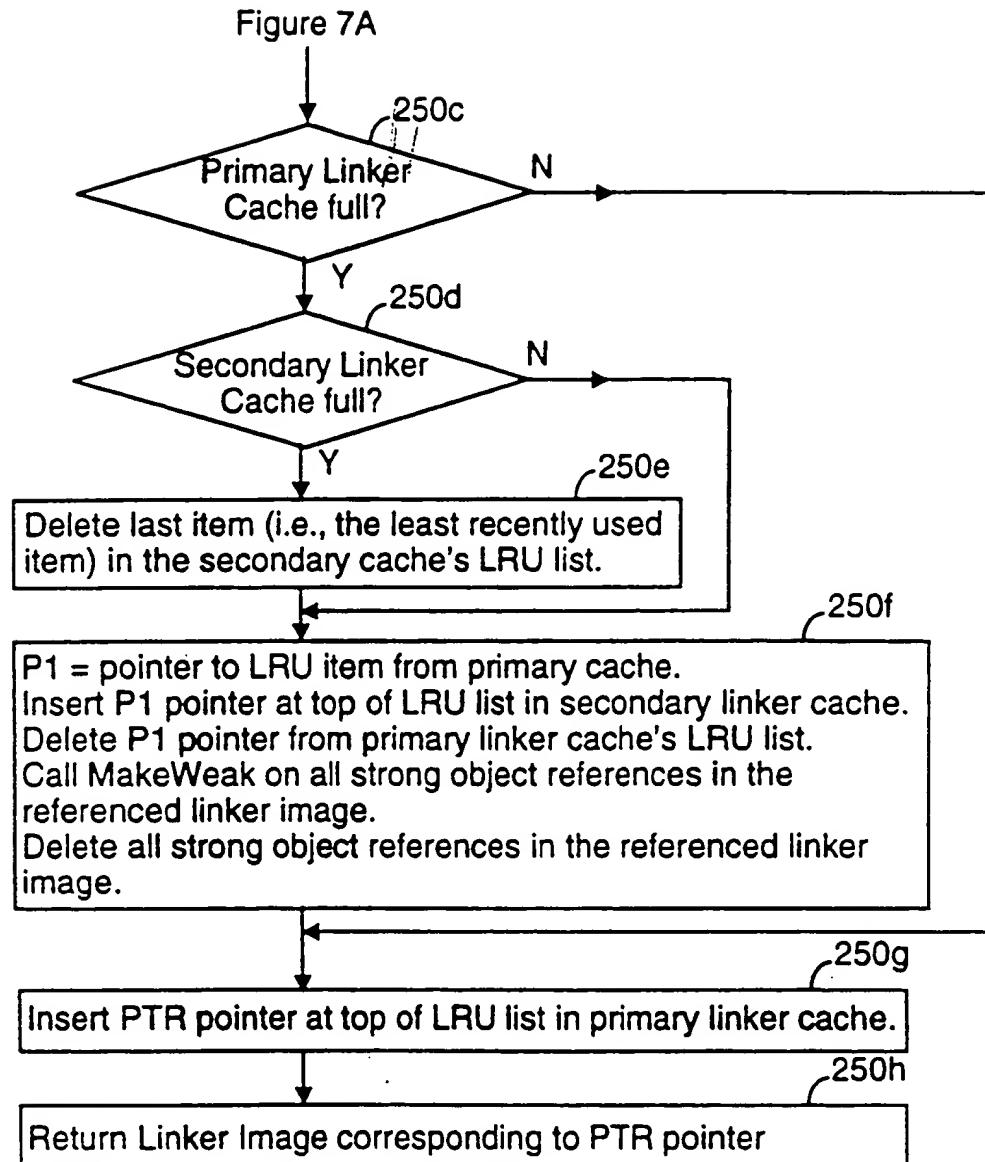 Figure 7A
250c
Primary Linker
Cache full?
N
Y
250d
Secondary Linker
Cache full?
N
Y
250e
Delete last item (i.e., the least recently used
item) in the secondary cache's LRU list.
250f
P1 = pointer to LRU item from primary cache.
Insert P1 pointer at top of LRU list in secondary linker cache.
Delete P1 pointer from primary linker cache's LRU list.
Call MakeWeak on all strong object references in the
referenced linker image.
Delete all strong object references in the referenced linker
image.
250g
Insert PTR pointer at top of LRU list in primary linker cache.
250h
Return Linker Image corresponding to PTR pointer